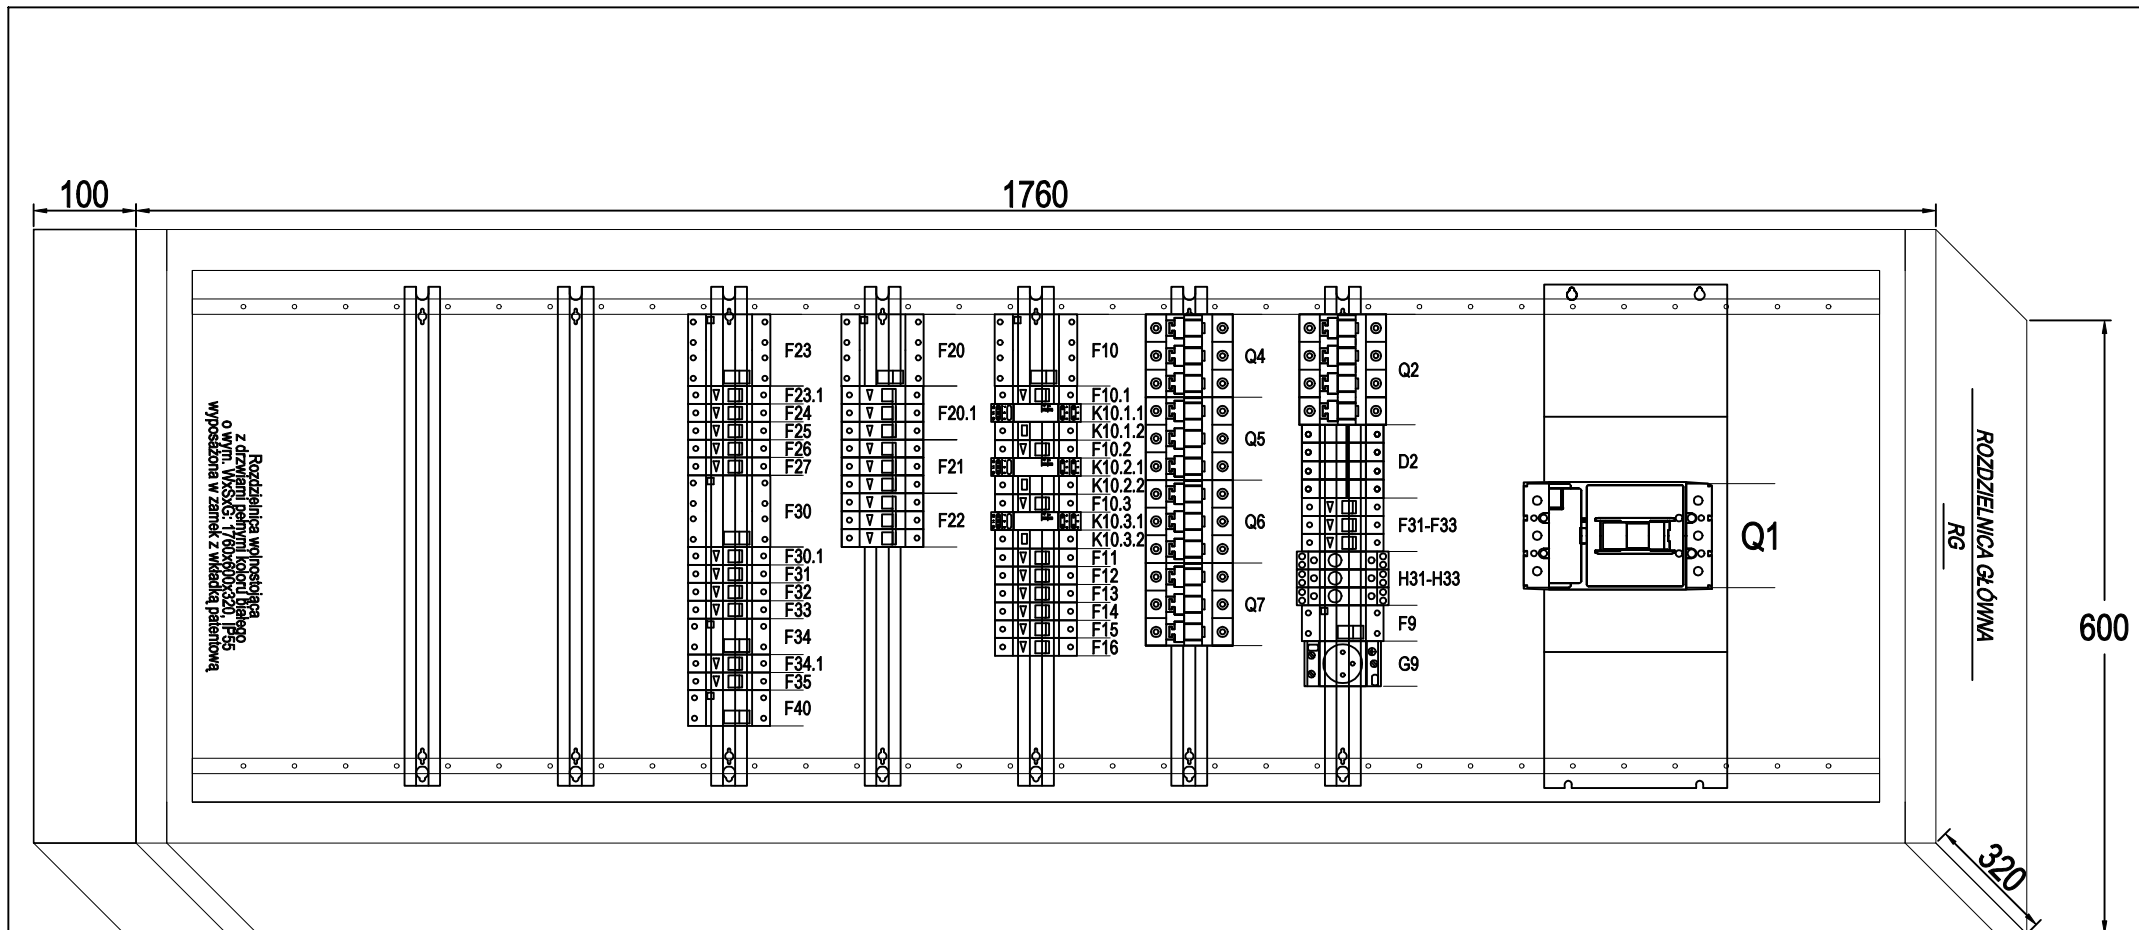 100
1760
F23
F23.1
F24
F25
F26
F27
F30
F30.1
F31
F32
F33
F34
F34.1
F35
F40
F20
F20.1
F21
F22
F10
F10.1
K10.1.1
K10.1.2
F10.2
K10.2.1
K10.2.2
F10.3
K10.3.1
K10.3.2
F11
F12
F13
F14
F15
F16
Q4
Q5
Q6
Q7
Q2
D2
F31-F33
H31-H33
F9
G9
Q1
ROZDZIELNICA GŁÓWNA
RG
600
320
Rozdzielnica wolnostojąca
z drzwiami pełnymi koloru białego
o wym. WxSxG: 1760x600x320, IP55
wyposażona w zamek z wkładką patentową